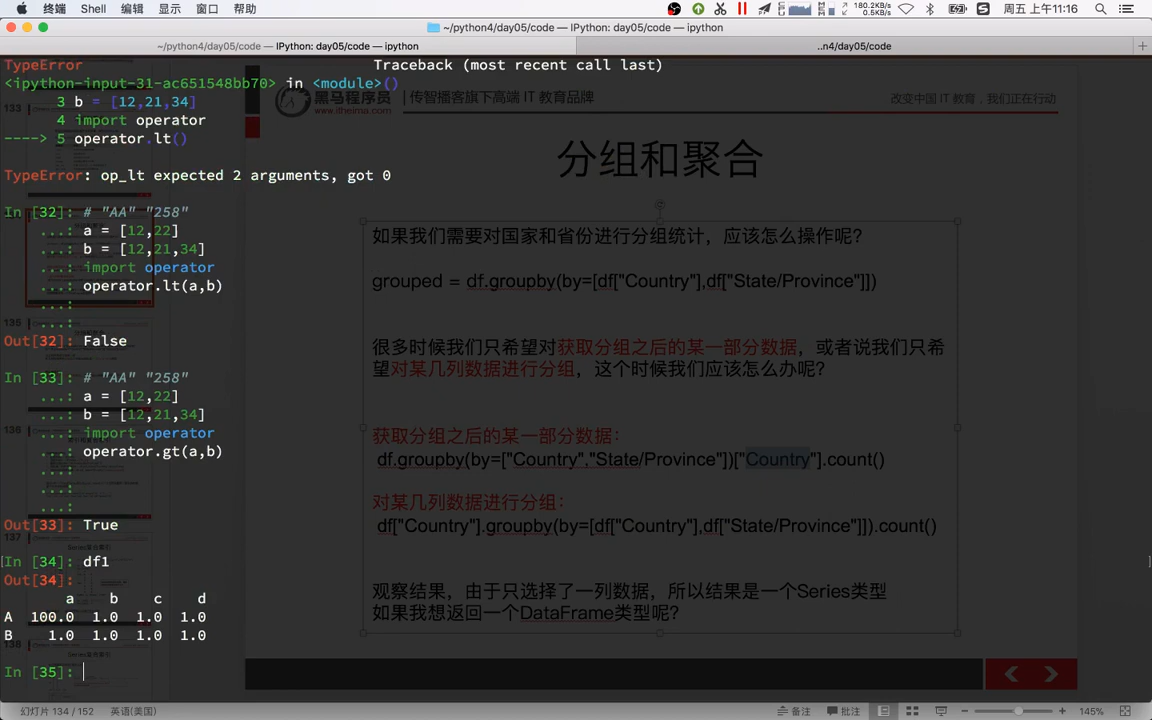 终端 Shell 编辑 显示 窗口 帮助
180.2KB/s
0.5KB/s
周五 上午11:16
~/python4/day05/code — IPython: day05/code — ipython
~/python4/day05/code — IPython: day05/code — ipython
..n4/day05/code
TypeError Traceback (most recent call last)
<ipython-input-31-ac651548bb70> in <module>()
3 b = [12,21,34]
4 import operator
----> 5 operator.lt()
TypeError: op_lt expected 2 arguments, got 0
In [32]: # "AA" "258"
...: a = [12,22]
...: b = [12,21,34]
...: import operator
...: operator.lt(a,b)
...:
...:
Out[32]: False
In [33]: # "AA" "258"
...: a = [12,22]
...: b = [12,21,34]
...: import operator
...: operator.gt(a,b)
...:
...:
...:
Out[33]: True
In [34]: df1
Out[34]:
a b c d
A 100.0 1.0 1.0 1.0
B 1.0 1.0 1.0 1.0
In [35]:
133
135
136
137
138
黑马程序员
www.itheima.com
传智播客旗下高端 IT 教育品牌
改变中国 IT 教育，我们正在行动
分组和聚合
如果我们需要对国家和省份进行分组统计，应该怎么操作呢?
grouped = df.groupby(by=[df["Country"],df["State/Province"]])
很多时候我们只希望对获取分组之后的某一部分数据，或者说我们只希
望对某几列数据进行分组，这个时候我们应该怎么办呢?
获取分组之后的某一部分数据:
df.groupby(by=["Country","State/Province"])["Country"].count()
对某几列数据进行分组:
df["Country"].groupby(by=[df["Country"],df["State/Province"]]).count()
观察结果，由于只选择了一列数据，所以结果是一个Series类型
如果我想返回一个DataFrame类型呢?
幻灯片 134 / 152 英语(美国)
备注 批注 145%